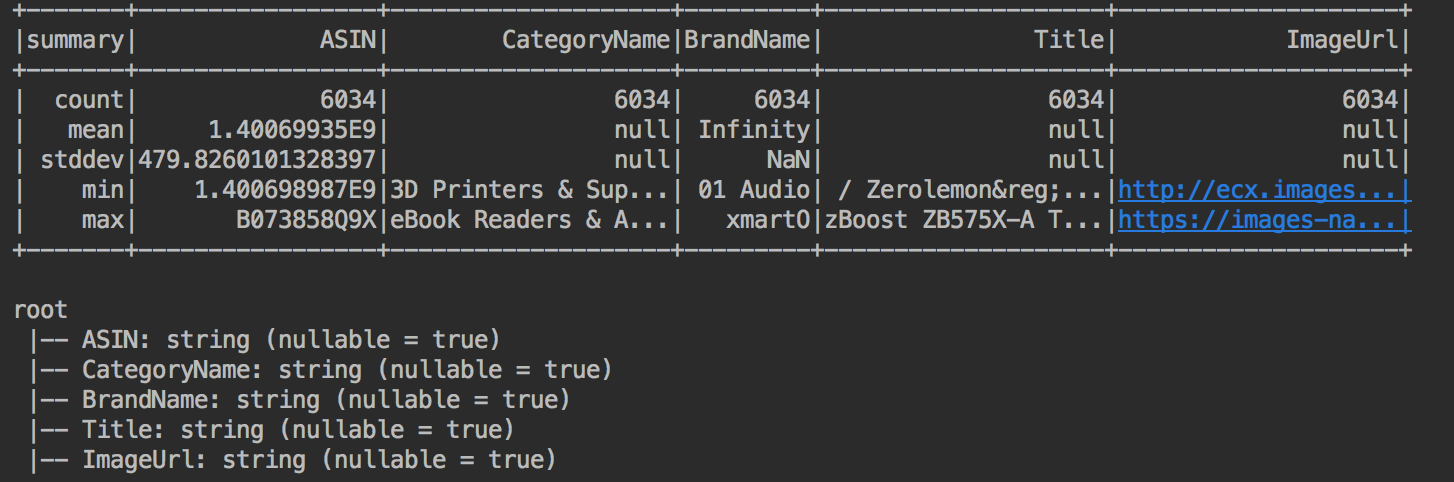 +-------+-------------------+--------------------+---------+--------------------+--------------------+
|summary|               ASIN|        CategoryName|BrandName|               Title|            ImageUrl|
+-------+-------------------+--------------------+---------+--------------------+--------------------+
|  count|               6034|                6034|     6034|                6034|                6034|
|   mean|       1.40069935E9|                null| Infinity|                null|                null|
| stddev|479.8260101328397|                null|      NaN|                null|                null|
|    min|     1.400698987E9|3D Printers & Sup...| 01 Audio| / Zerolemon&reg;...|http://ecx.images...|
|    max|         B073858Q9X|eBook Readers & A...|   xmartO|zBoost ZB575X-A T...|https://images-na...|
+-------+-------------------+--------------------+---------+--------------------+--------------------+
root
 |-- ASIN: string (nullable = true)
 |-- CategoryName: string (nullable = true)
 |-- BrandName: string (nullable = true)
 |-- Title: string (nullable = true)
 |-- ImageUrl: string (nullable = true)